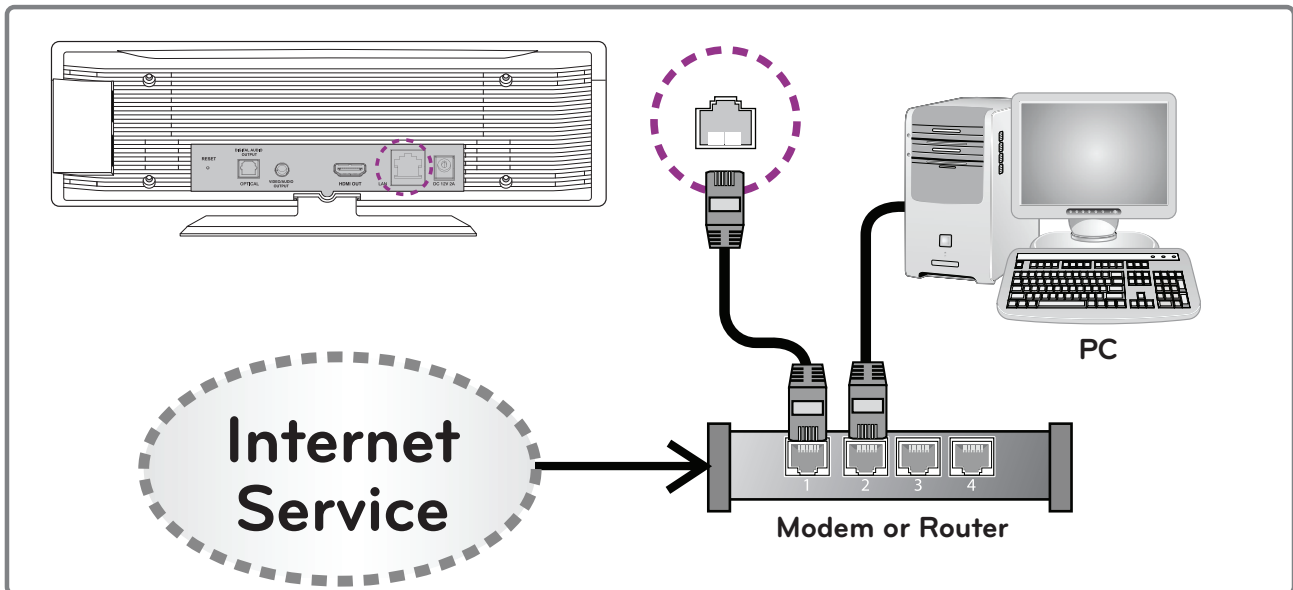 RESET
DIGITAL AUDIO
OUTPUT
OPTICAL
VIDEO/AUDIO
OUTPUT
HDMI OUT
LAN
DC 12V 2A
PC
Internet
Service
1 2 3 4
Modem or Router